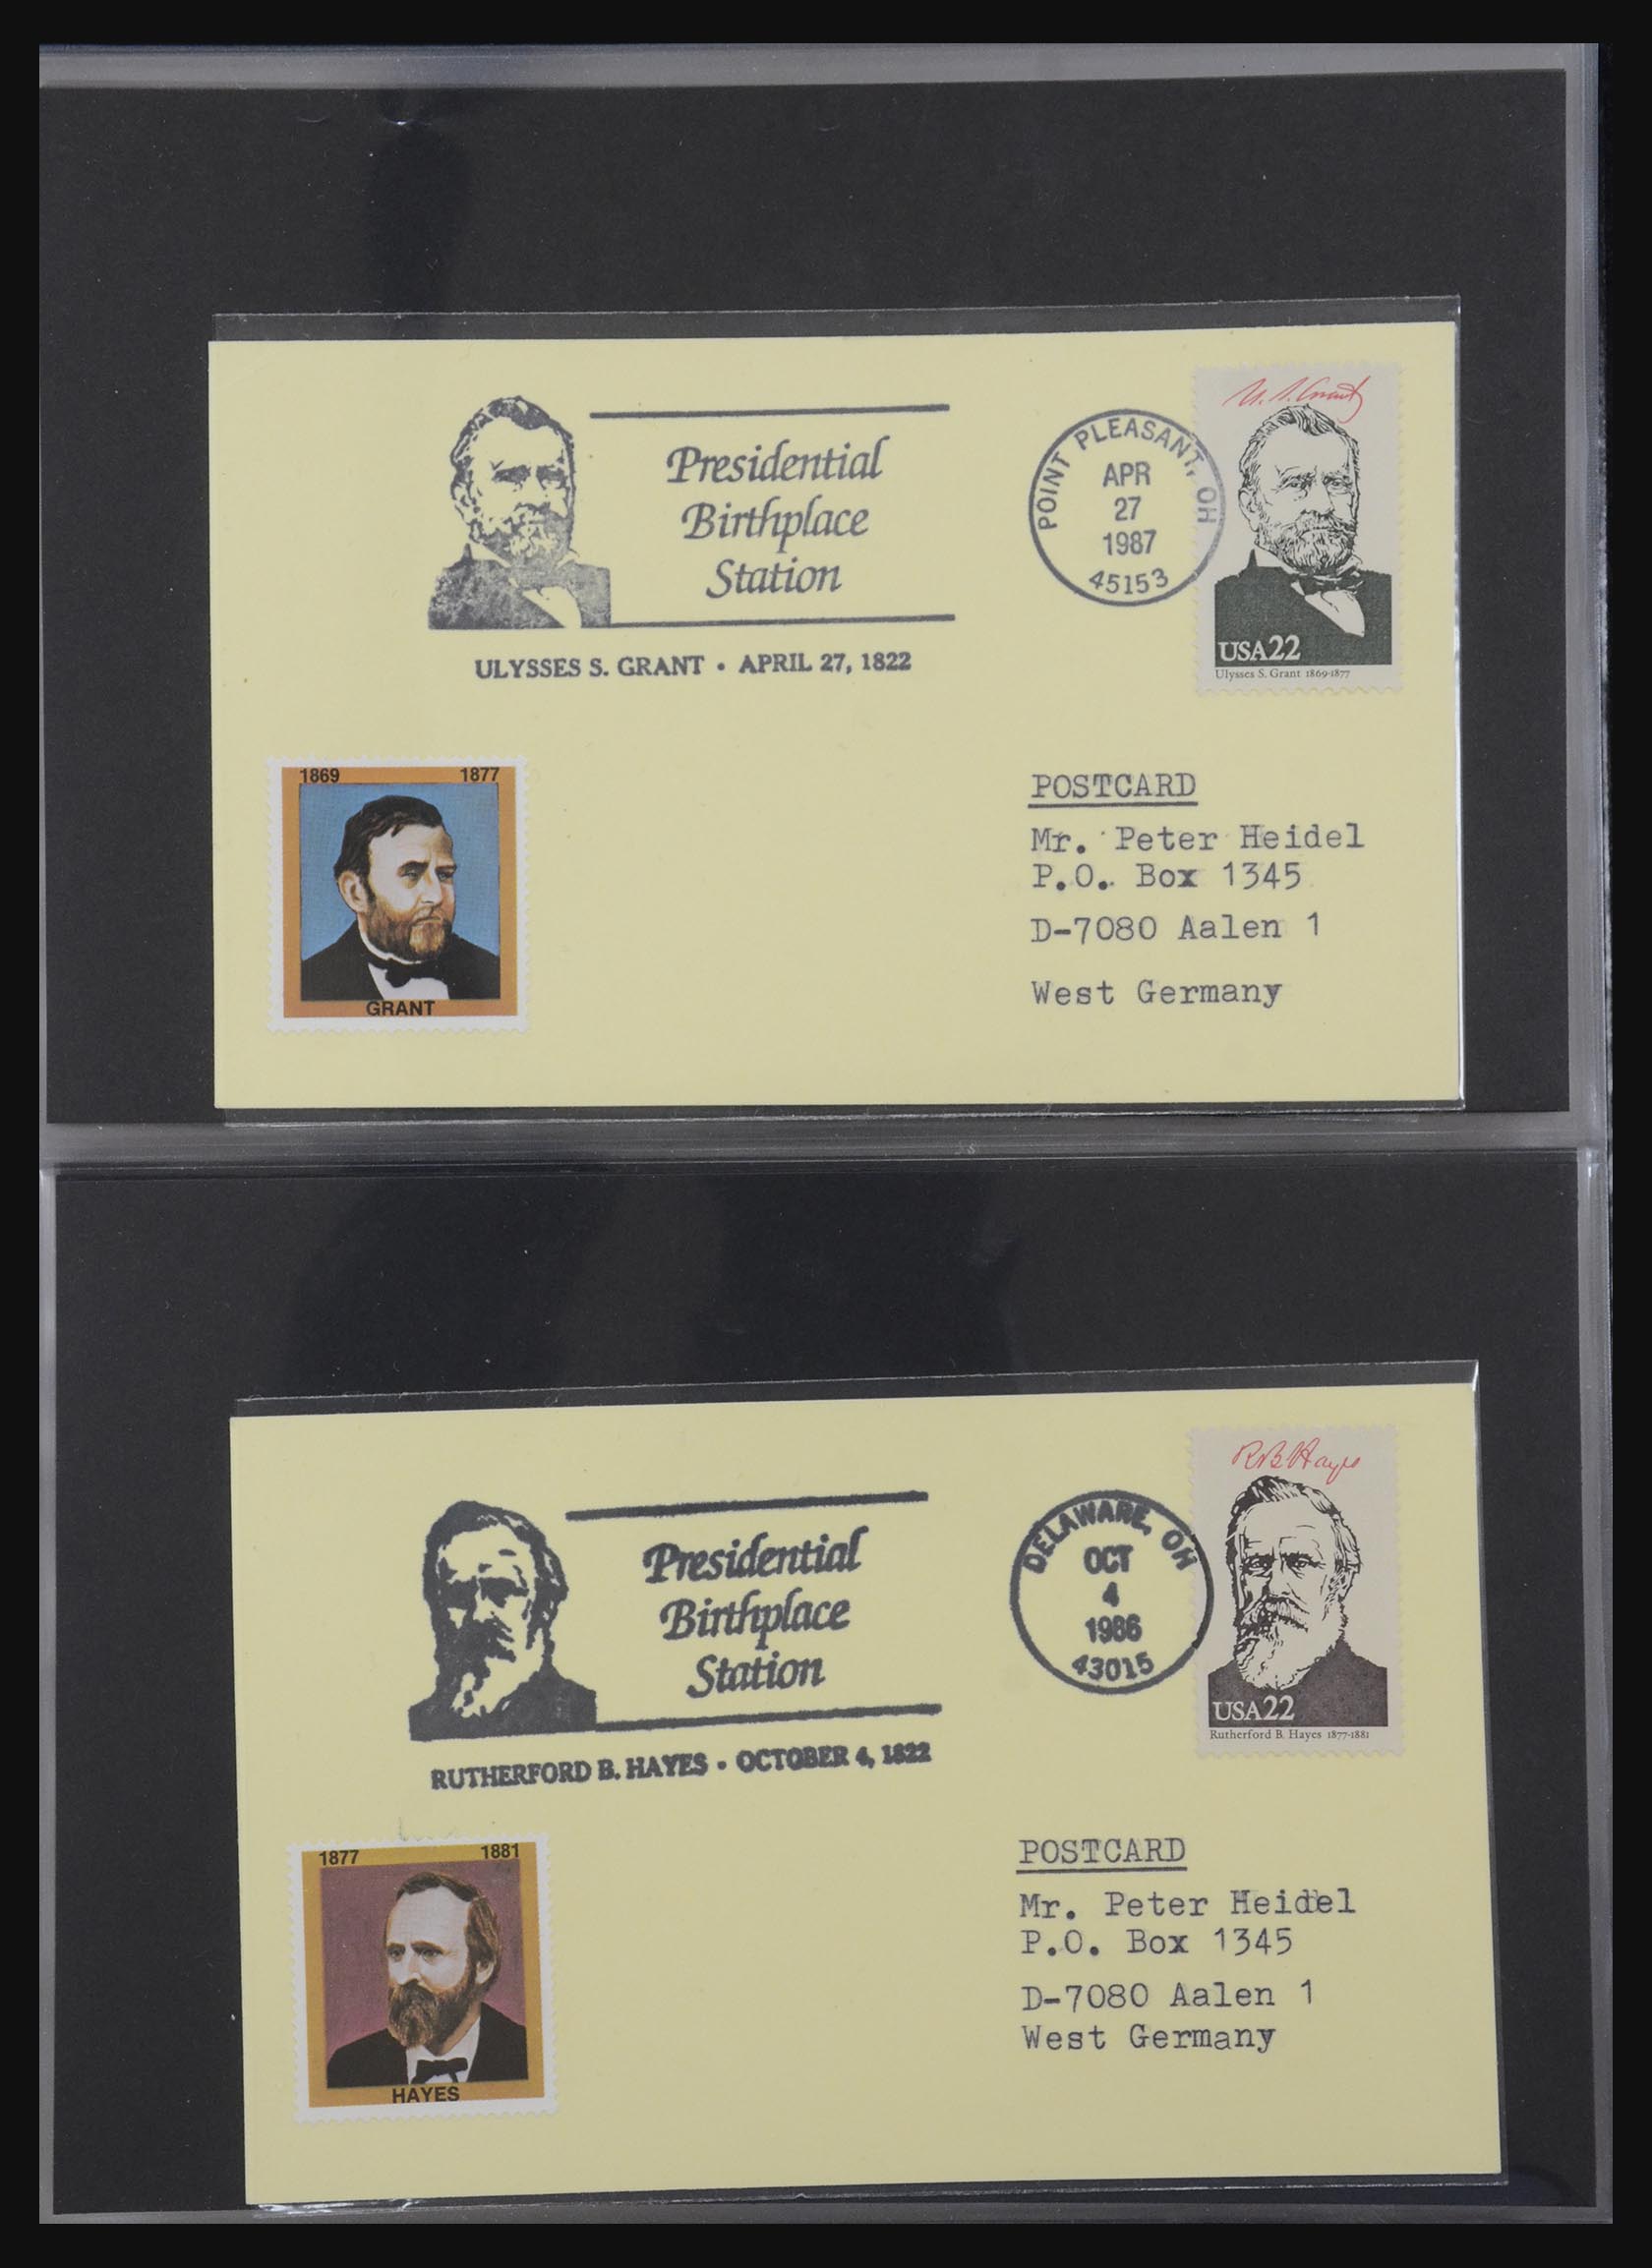 Presidential
Birthplace
Station
ULYSSES S. GRANT • APRIL 27, 1822
POINT PLEASANT, OH
APR
27
1987
45153
U. S. Grant
USA22
Ulysses S. Grant 1869-1877
1869 1877
GRANT
POSTCARD
Mr. Peter Heidel
P.O. Box 1345
D-7080 Aalen 1
West Germany
Presidential
Birthplace
Station
RUTHERFORD B. HAYES • OCTOBER 4, 1822
DELAWARE, OH
OCT
4
1986
43015
R B Hayes
USA22
Rutherford B. Hayes 1877-1881
1877 1881
HAYES
POSTCARD
Mr. Peter Heidel
P.O. Box 1345
D-7080 Aalen 1
West Germany